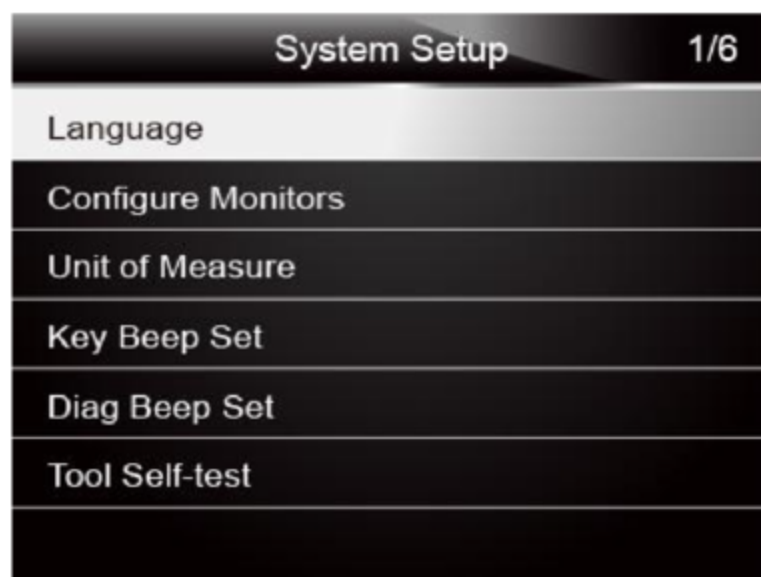 System Setup 1/6
Language
Configure Monitors
Unit of Measure
Key Beep Set
Diag Beep Set
Tool Self-test